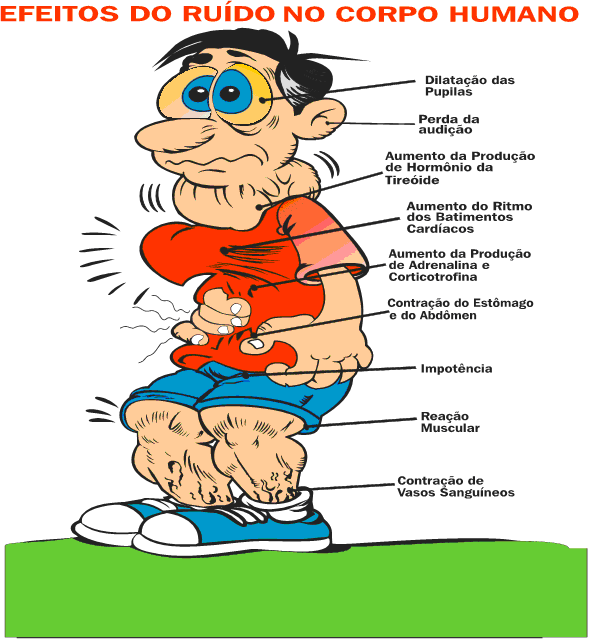 EFEITOS DO RUÍDO NO CORPO HUMANO
Dilatação das
Pupilas
Perda da
audição
Aumento da Produção
de Hormônio da
Tireóide
Aumento do Ritmo
dos Batimentos
Cardíacos
Aumento da Produção
de Adrenalina e
Corticotrofina
Contração do Estômago
e do Abdômen
Impotência
Reação
Muscular
Contração de
Vasos Sanguíneos